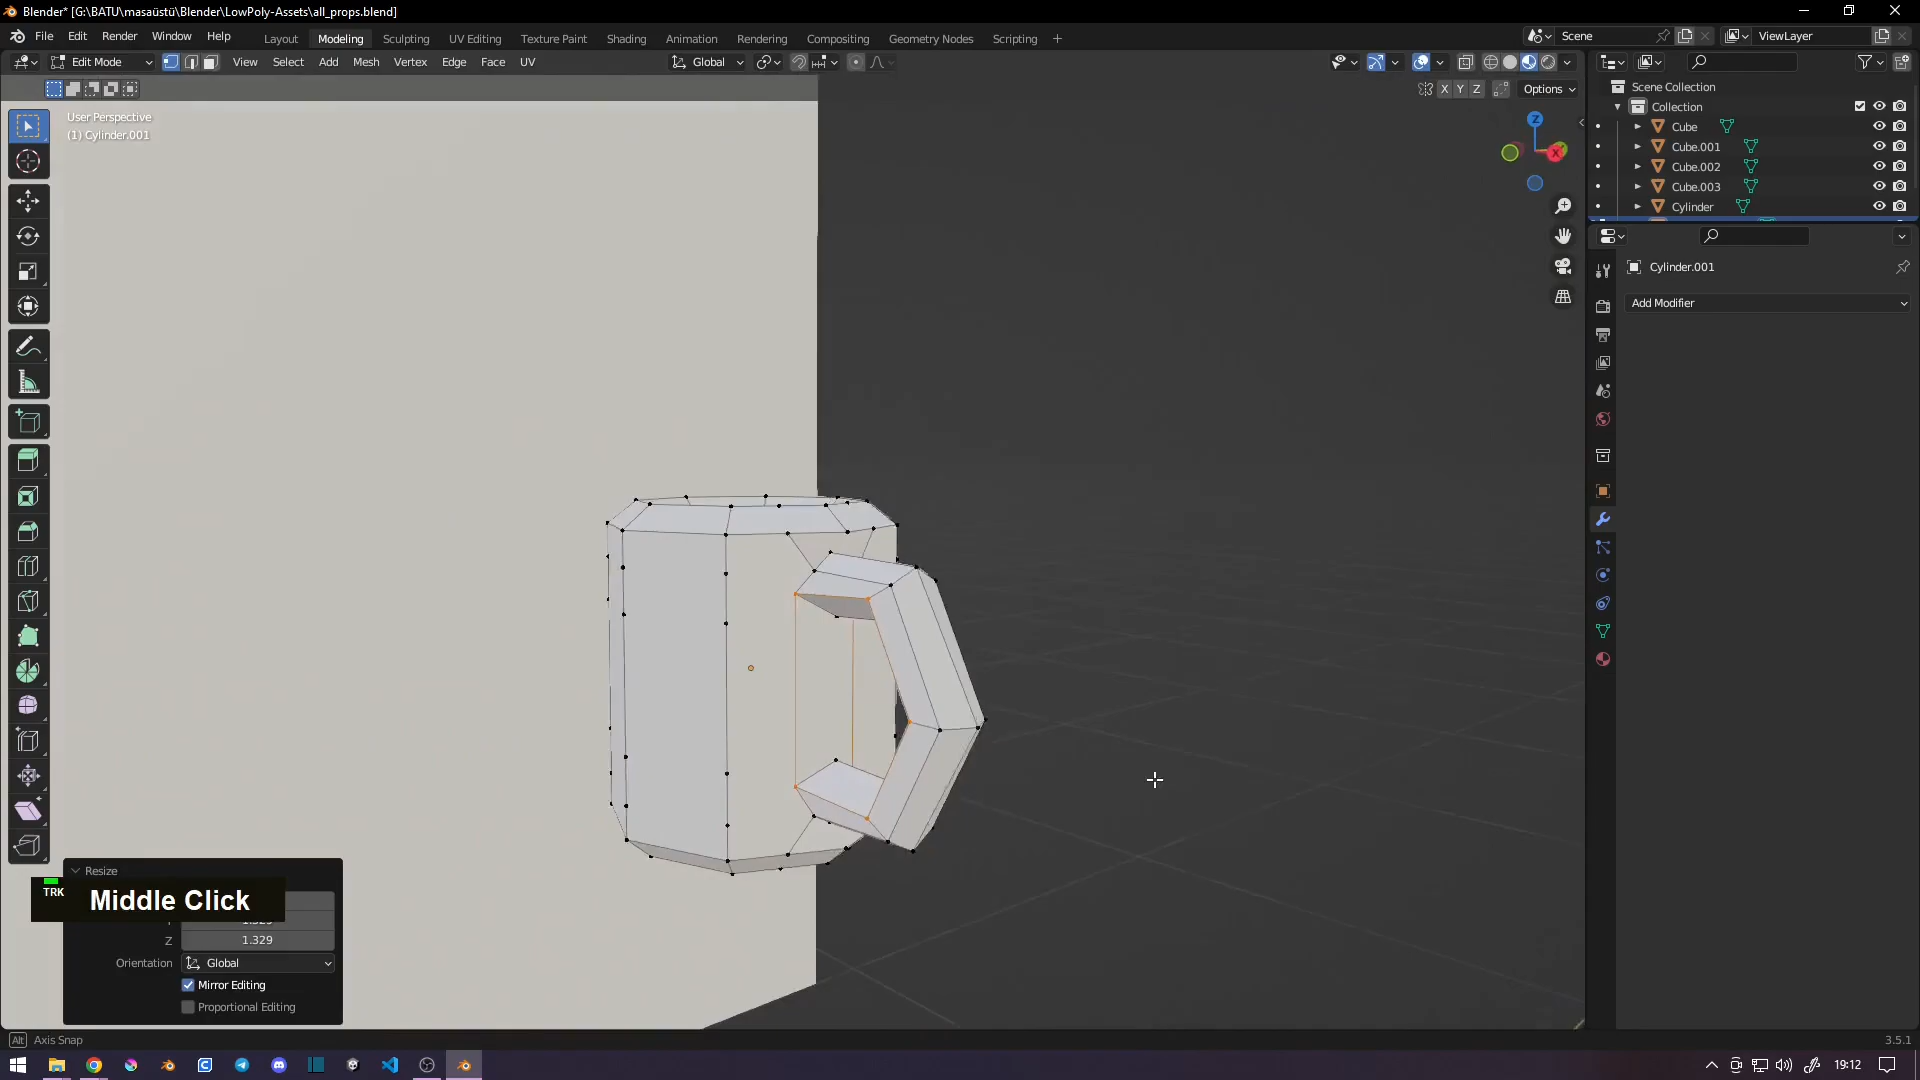 Blender* [G:\BATU\masaüstü\Blender\LowPoly-Assets\all_props.blend]
File Edit Render Window Help Layout Modeling Sculpting UV Editing Texture Paint Shading Animation Rendering Compositing Geometry Nodes Scripting + Scene ViewLayer
Edit Mode View Select Add Mesh Vertex Edge Face UV Global
X Y Z Options
User Perspective
(1) Cylinder.001
Z
X
Scene Collection
Collection
Cube
Cube.001
Cube.002
Cube.003
Cylinder
Cylinder.001
Add Modifier
Resize
TRK Middle Click
Z 1.329
Orientation Global
Mirror Editing
Proportional Editing
Alt Axis Snap 3.5.1
19:12